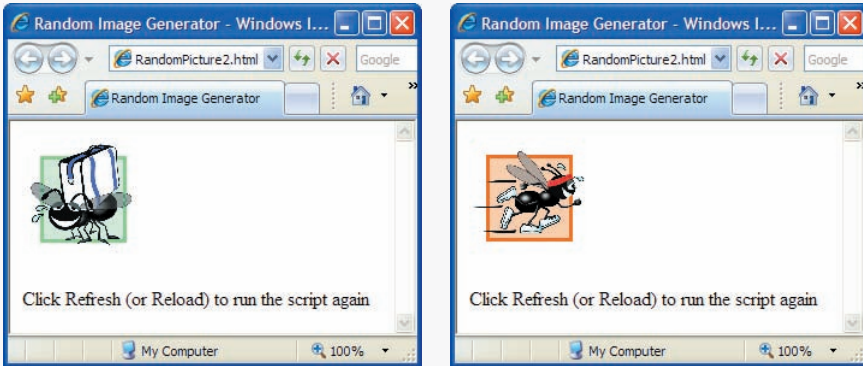 Random Image Generator - Windows I...
RandomPicture2.html
Google
Random Image Generator
»
Click Refresh (or Reload) to run the script again
My Computer
100%
Random Image Generator - Windows I...
RandomPicture2.html
Google
Random Image Generator
»
Click Refresh (or Reload) to run the script again
My Computer
100%